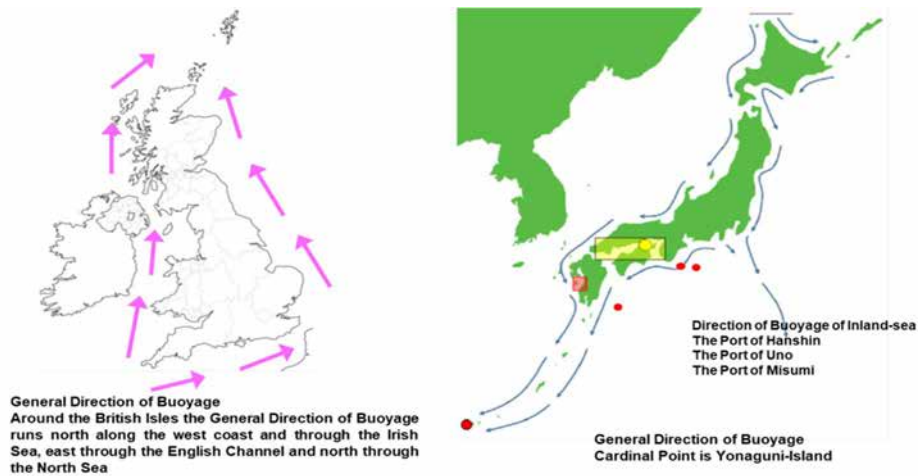 General Direction of Buoyage
Around the British Isles the General Direction of Buoyage
runs north along the west coast and through the Irish
Sea, east through the English Channel and north through
the North Sea
Direction of Buoyage of Inland-sea
The Port of Hanshin
The Port of Uno
The Port of Misumi
General Direction of Buoyage
Cardinal Point is Yonaguni-Island